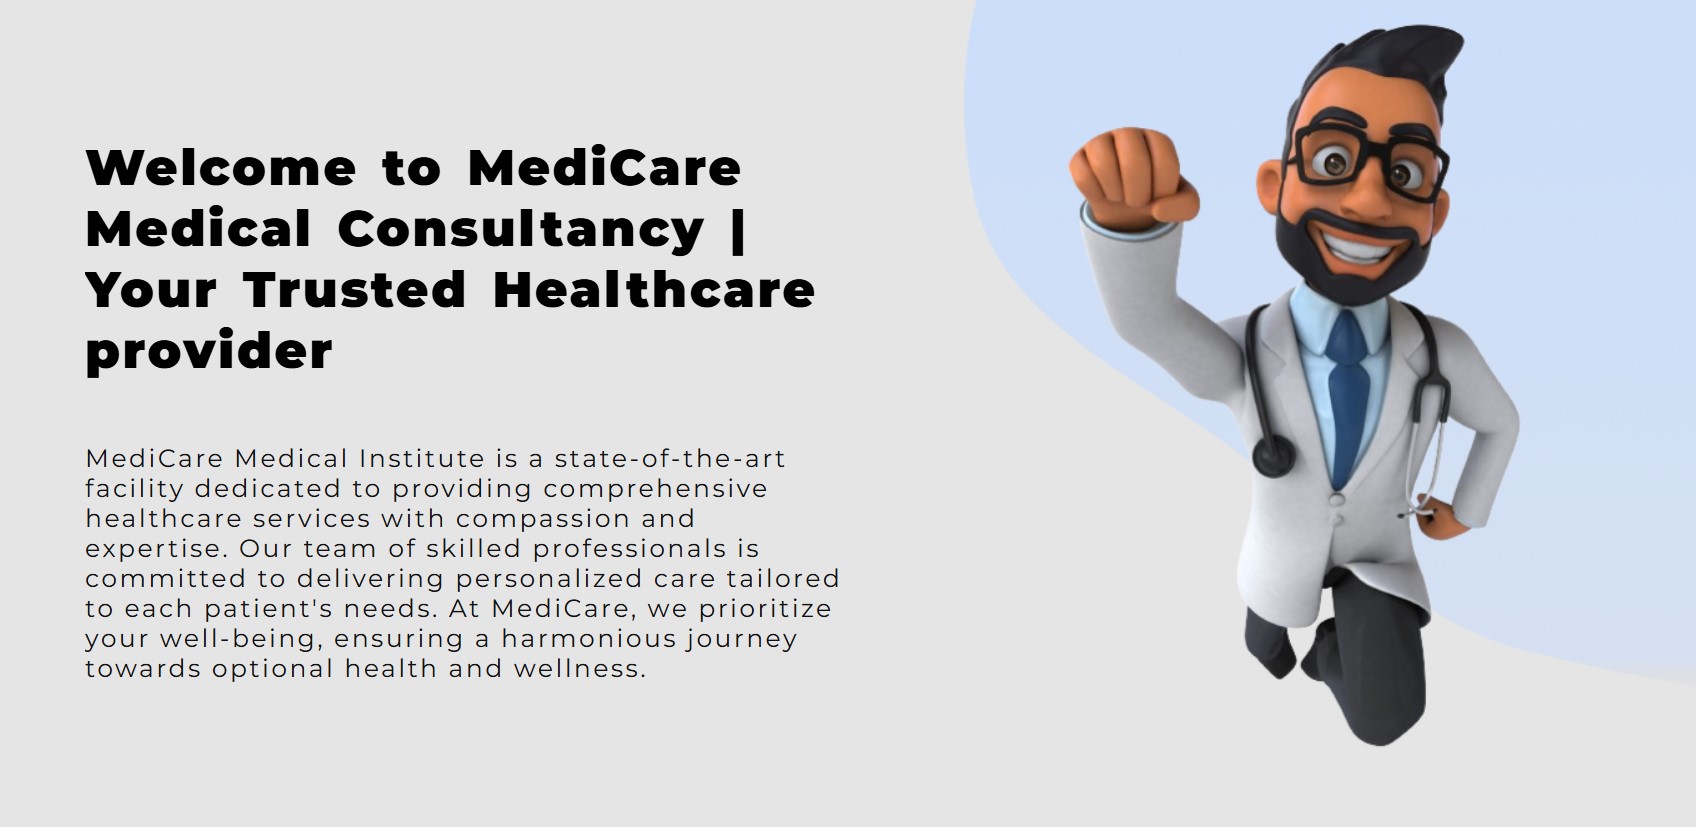 Welcome to MediCare
Medical Consultancy |
Your Trusted Healthcare
provider
MediCare Medical Institute is a state-of-the-art
facility dedicated to providing comprehensive
healthcare services with compassion and
expertise. Our team of skilled professionals is
committed to delivering personalized care tailored
to each patient's needs. At MediCare, we prioritize
your well-being, ensuring a harmonious journey
towards optional health and wellness.